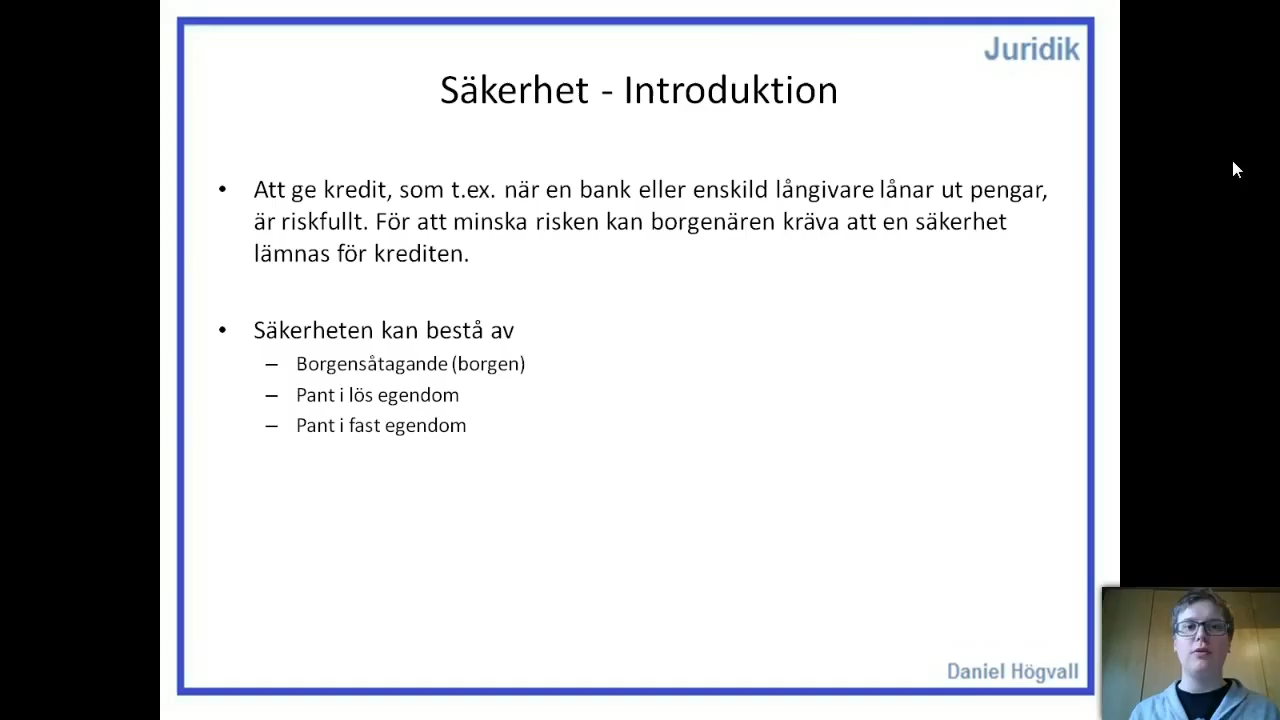 Juridik
Säkerhet - Introduktion
• Att ge kredit, som t.ex. när en bank eller enskild långivare lånar ut pengar,
är riskfullt. För att minska risken kan borgenären kräva att en säkerhet
lämnas för krediten.
• Säkerheten kan bestå av
– Borgensåtagande (borgen)
– Pant i lös egendom
– Pant i fast egendom
Daniel Högvall